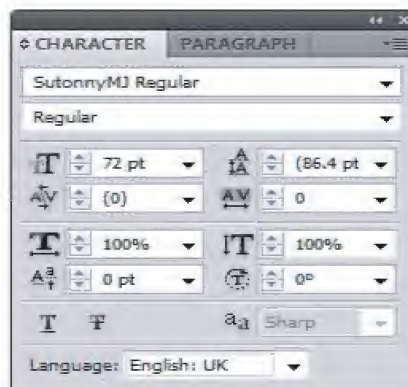 CHARACTER PARAGRAPH
SutonnyMJ Regular
Regular
72 pt (86.4 pt
(0) 0
100% 100%
0 pt 0°
T T aa Sharp
Language: English: UK